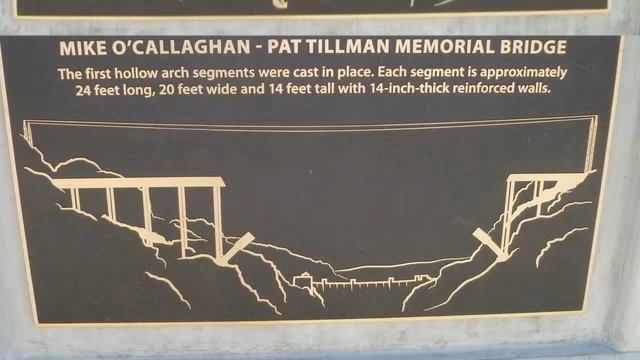 MIKE O'CALLAGHAN - PAT TILLMAN MEMORIAL BRIDGE
The first hollow arch segments were cast in place. Each segment is approximately
24 feet long, 20 feet wide and 14 feet tall with 14-inch-thick reinforced walls.